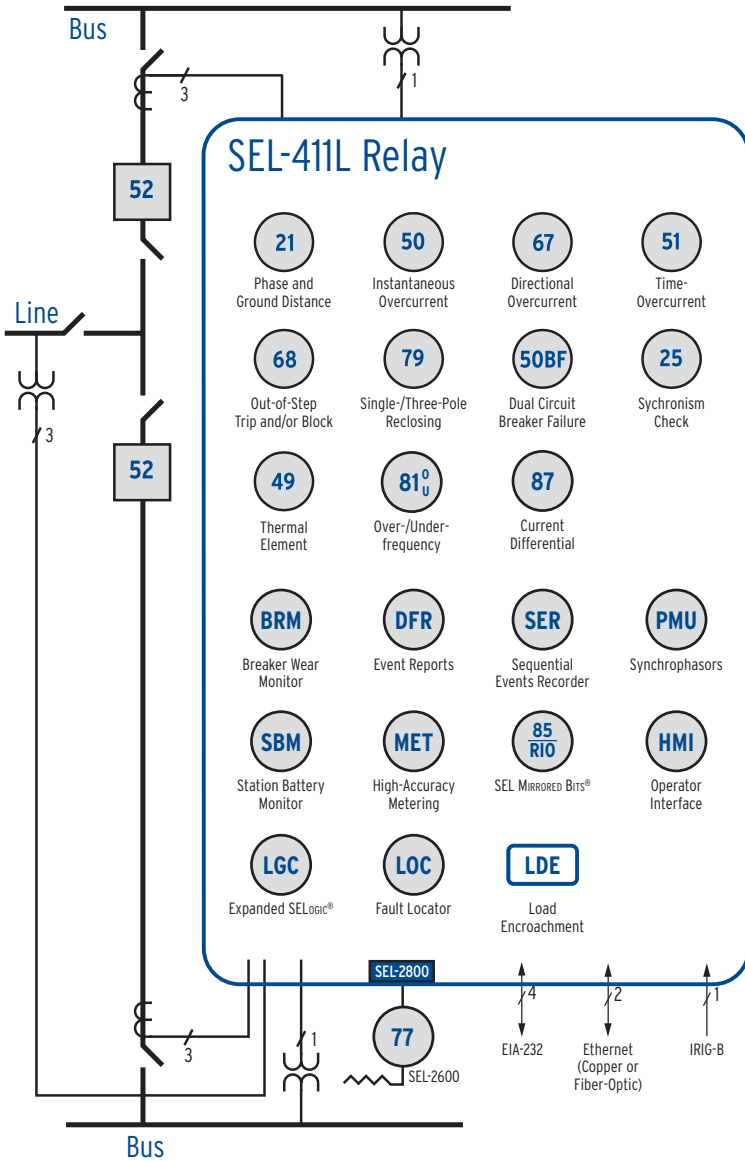 Bus
3
1
SEL-411L Relay
52
21
50
67
51
Phase and
Ground Distance
Instantaneous
Overcurrent
Directional
Overcurrent
Time-
Overcurrent
Line
68
79
50BF
25
Out-of-Step
Trip and/or Block
Single-/Three-Pole
Reclosing
Dual Circuit
Breaker Failure
Sychronism
Check
3
52
49
81 O U
87
Thermal
Element
Over-/Under-
frequency
Current
Differential
BRM
DFR
SER
PMU
Breaker Wear
Monitor
Event Reports
Sequential
Events Recorder
Synchrophasors
SBM
MET
85
RIO
HMI
Station Battery
Monitor
High-Accuracy
Metering
SEL MIRRORED BITS®
Operator
Interface
LGC
LOC
LDE
Expanded SELOGIC®
Fault Locator
Load
Encroachment
SEL-2800
4
2
1
3
1
77
SEL-2600
EIA-232
Ethernet
(Copper or
Fiber-Optic)
IRIG-B
Bus